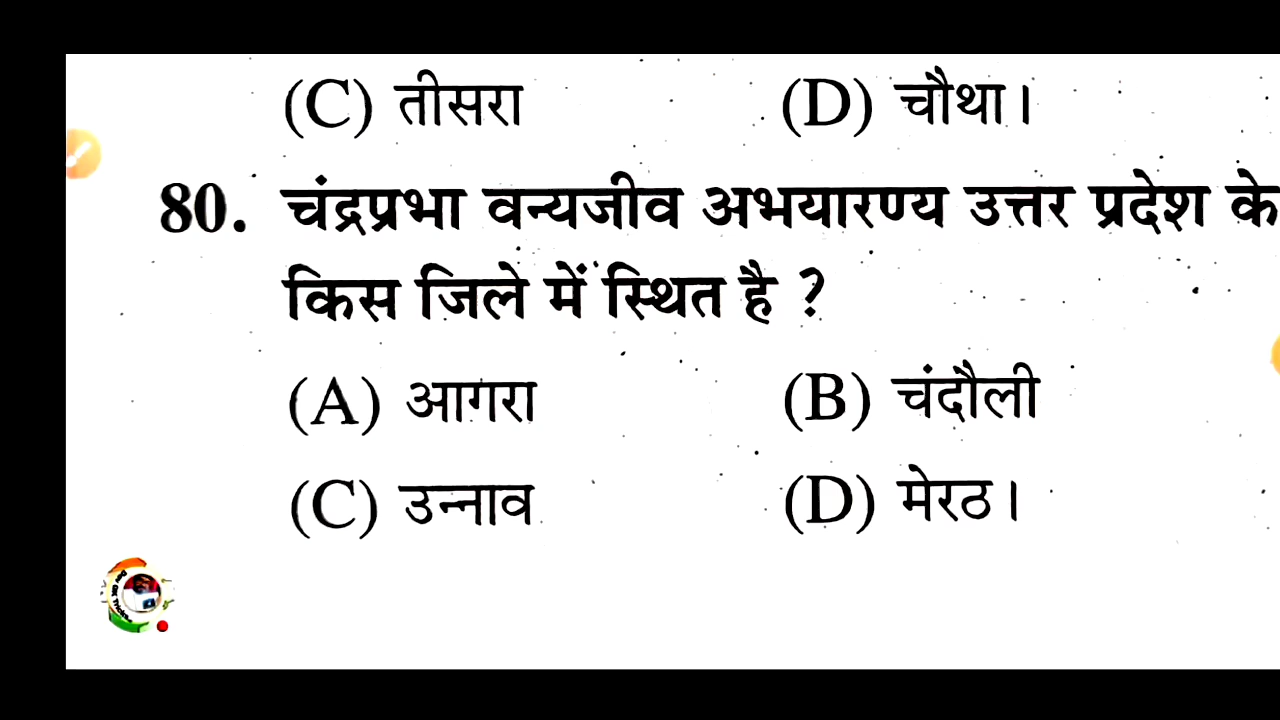 (C) तीसरा (D) चौथा।
80. चंद्रप्रभा वन्यजीव अभयारण्य उत्तर प्रदेश के
किस जिले में स्थित है ?
(A) आगरा (B) चंदौली
(C) उन्नाव (D) मेरठ।